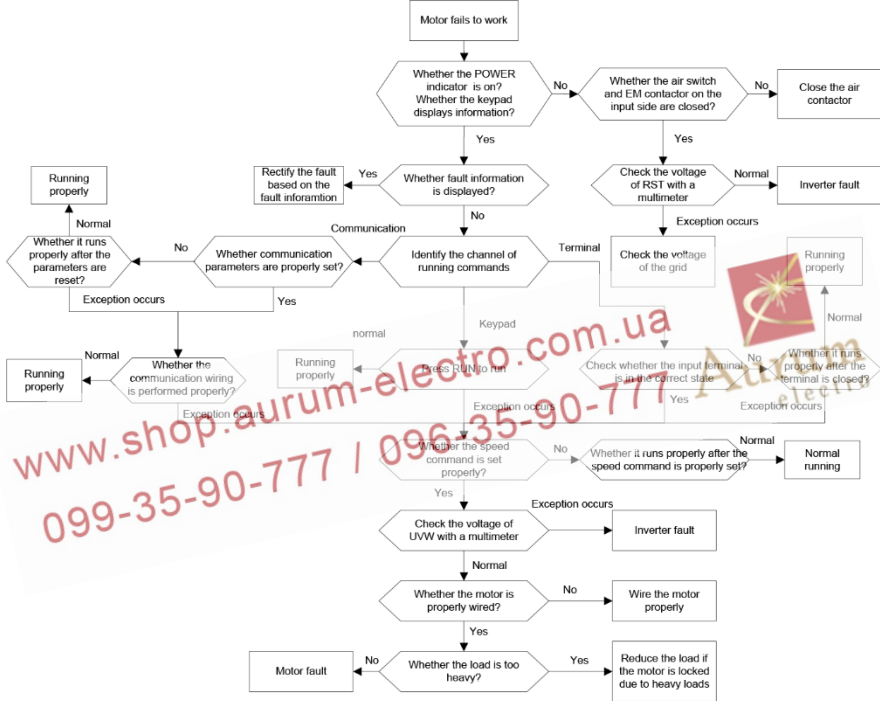 Motor fails to work
Whether the POWER
indicator is on?
Whether the keypad
displays information?
No
Whether the air switch
and EM contactor on the
input side are closed?
No
Close the air
contactor
Yes
Yes
Rectify the fault
based on the
fault inforamtion
Yes
Whether fault information
is displayed?
Check the voltage
of RST with a
multimeter
Normal
Inverter fault
Running
properly
Normal
No
Exception occurs
Communication
Terminal
Whether it runs
properly after the
parameters are
reset?
No
Whether communication
parameters are properly set?
Identify the channel of
running commands
Check the voltage
of the grid
Running
properly
Exception occurs
Yes
Keypad
normal
Normal
Running
properly
Normal
Whether the
communication wiring
is performed properly?
Running
properly
Press RUN to run
Check whether the input terminal
is in the correct state
No
Whether it runs
properly after the
terminal is closed?
Exception occurs
Exception occurs
Yes
Exception occurs
Whether the speed
command is set
properly?
No
Whether it runs properly after the
speed command is properly set?
Normal
Normal
running
Yes
Check the voltage of
UVW with a multimeter
Exception occurs
Inverter fault
Normal
Whether the motor is
properly wired?
No
Wire the motor
properly
Yes
Motor fault
No
Whether the load is too
heavy?
Yes
Reduce the load if
the motor is locked
due to heavy loads
www.shop.aurum-electro.com.ua
099-35-90-777 / 096-35-90-777
Aurum
electro